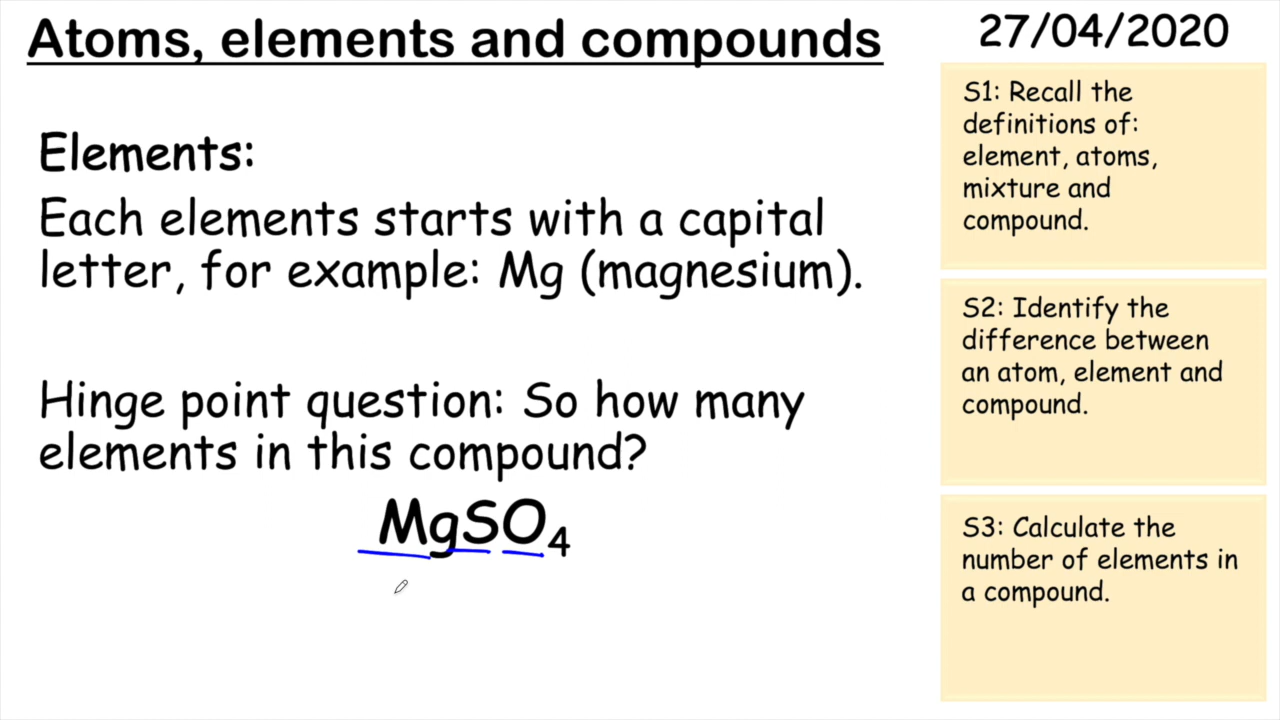 Atoms, elements and compounds
27/04/2020
Elements:
Each elements starts with a capital
letter, for example: Mg (magnesium).
Hinge point question: So how many
elements in this compound?
MgSO₄
S1: Recall the
definitions of:
element, atoms,
mixture and
compound.
S2: Identify the
difference between
an atom, element and
compound.
S3: Calculate the
number of elements in
a compound.